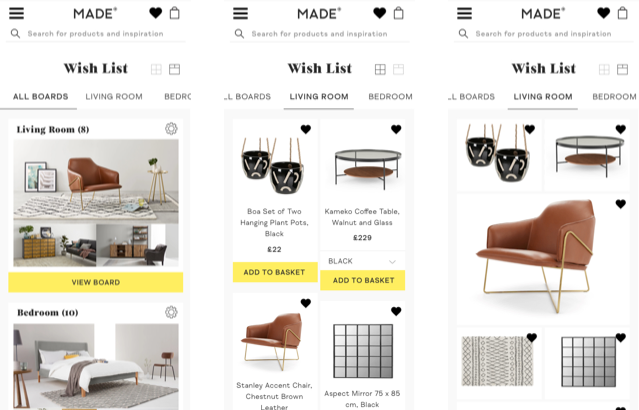 MADE®
Search for products and inspiration
Wish List
ALL BOARDS LIVING ROOM BEDRO
Living Room (8)
VIEW BOARD
Bedroom (10)
MADE®
Search for products and inspiration
Wish List
LL BOARDS LIVING ROOM BEDROOM
Boa Set of Two
Hanging Plant Pots,
Black
£22
ADD TO BASKET
Kameko Coffee Table,
Walnut and Glass
£229
BLACK
ADD TO BASKET
Stanley Accent Chair,
Chestnut Brown
Leather
Aspect Mirror 75 x 85
cm, Black
MADE®
Search for products and inspiration
Wish List
LL BOARDS LIVING ROOM BEDROOM